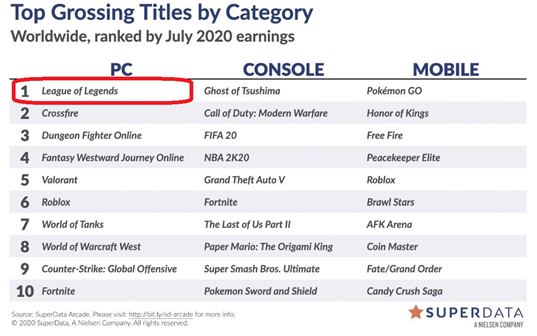 Top Grossing Titles by Category
Worldwide, ranked by July 2020 earnings
PC CONSOLE MOBILE
1 League of Legends Ghost of Tsushima Pokémon GO
2 Crossfire Call of Duty: Modern Warfare Honor of Kings
3 Dungeon Fighter Online FIFA 20 Free Fire
4 Fantasy Westward Journey Online NBA 2K20 Peacekeeper Elite
5 Valorant Grand Theft Auto V Roblox
6 Roblox Fortnite Brawl Stars
7 World of Tanks The Last of Us Part II AFK Arena
8 World of Warcraft West Paper Mario: The Origami King Coin Master
9 Counter-Strike: Global Offensive Super Smash Bros. Ultimate Fate/Grand Order
10 Fortnite Pokemon Sword and Shield Candy Crush Saga
Source: SuperData Arcade. Please visit: http://bit.ly/sd-arcade for more info.
© 2020 SuperData, A Nielsen Company. All rights reserved.
SUPERDATA
A NIELSEN COMPANY